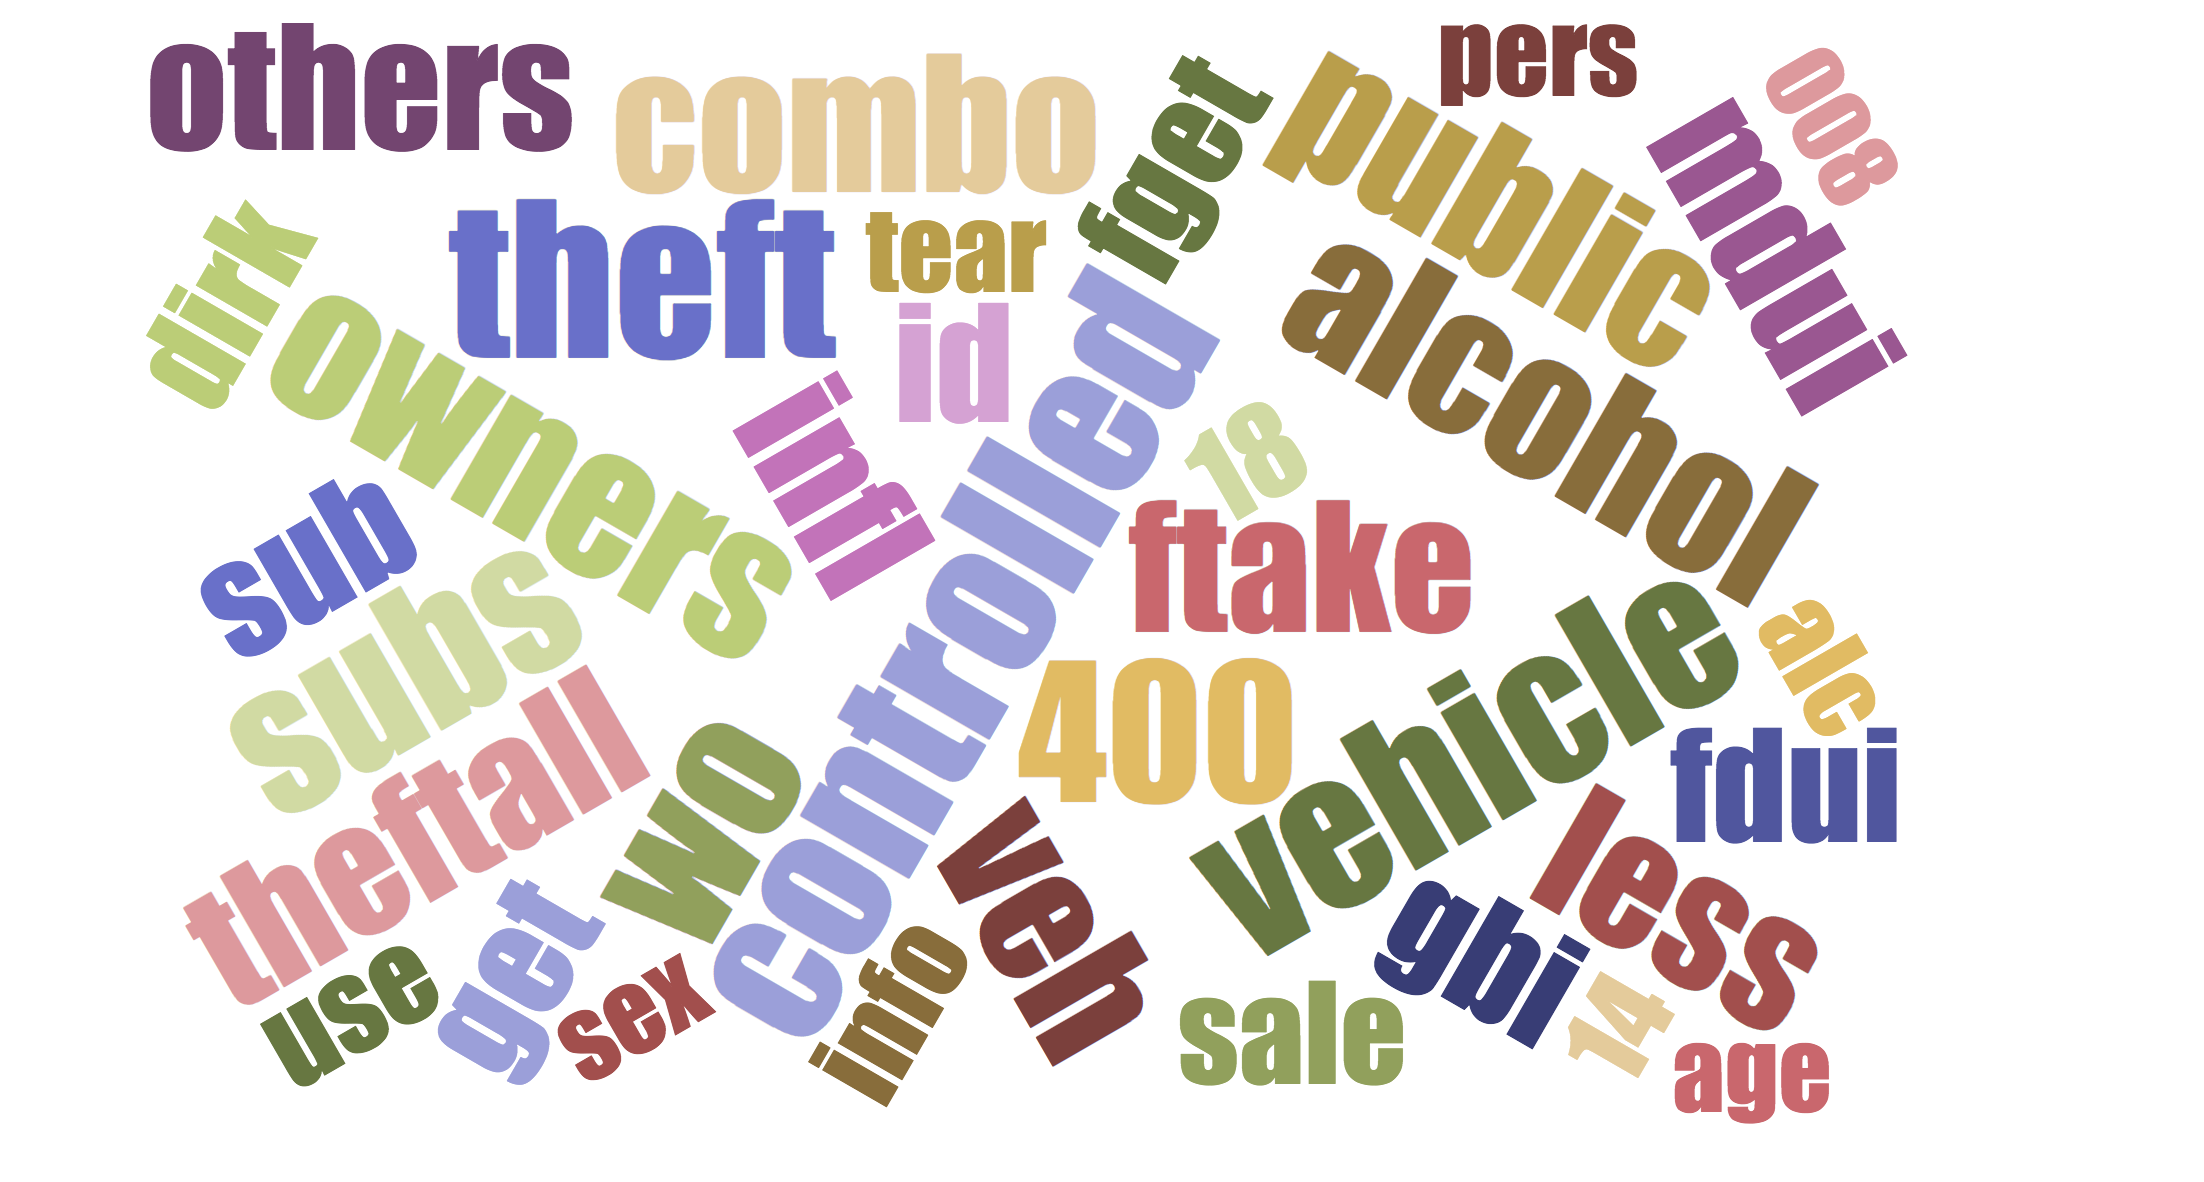 others
combo
fget
public
pers
008
mdui
dirk
theft
tear
id
alcohol
owners
infl
controlled
18
sub
subs
ftake
400
vehicle
alc
fdui
theftall
wo
veh
less
use
get
sex
info
sale
gbi
14
age